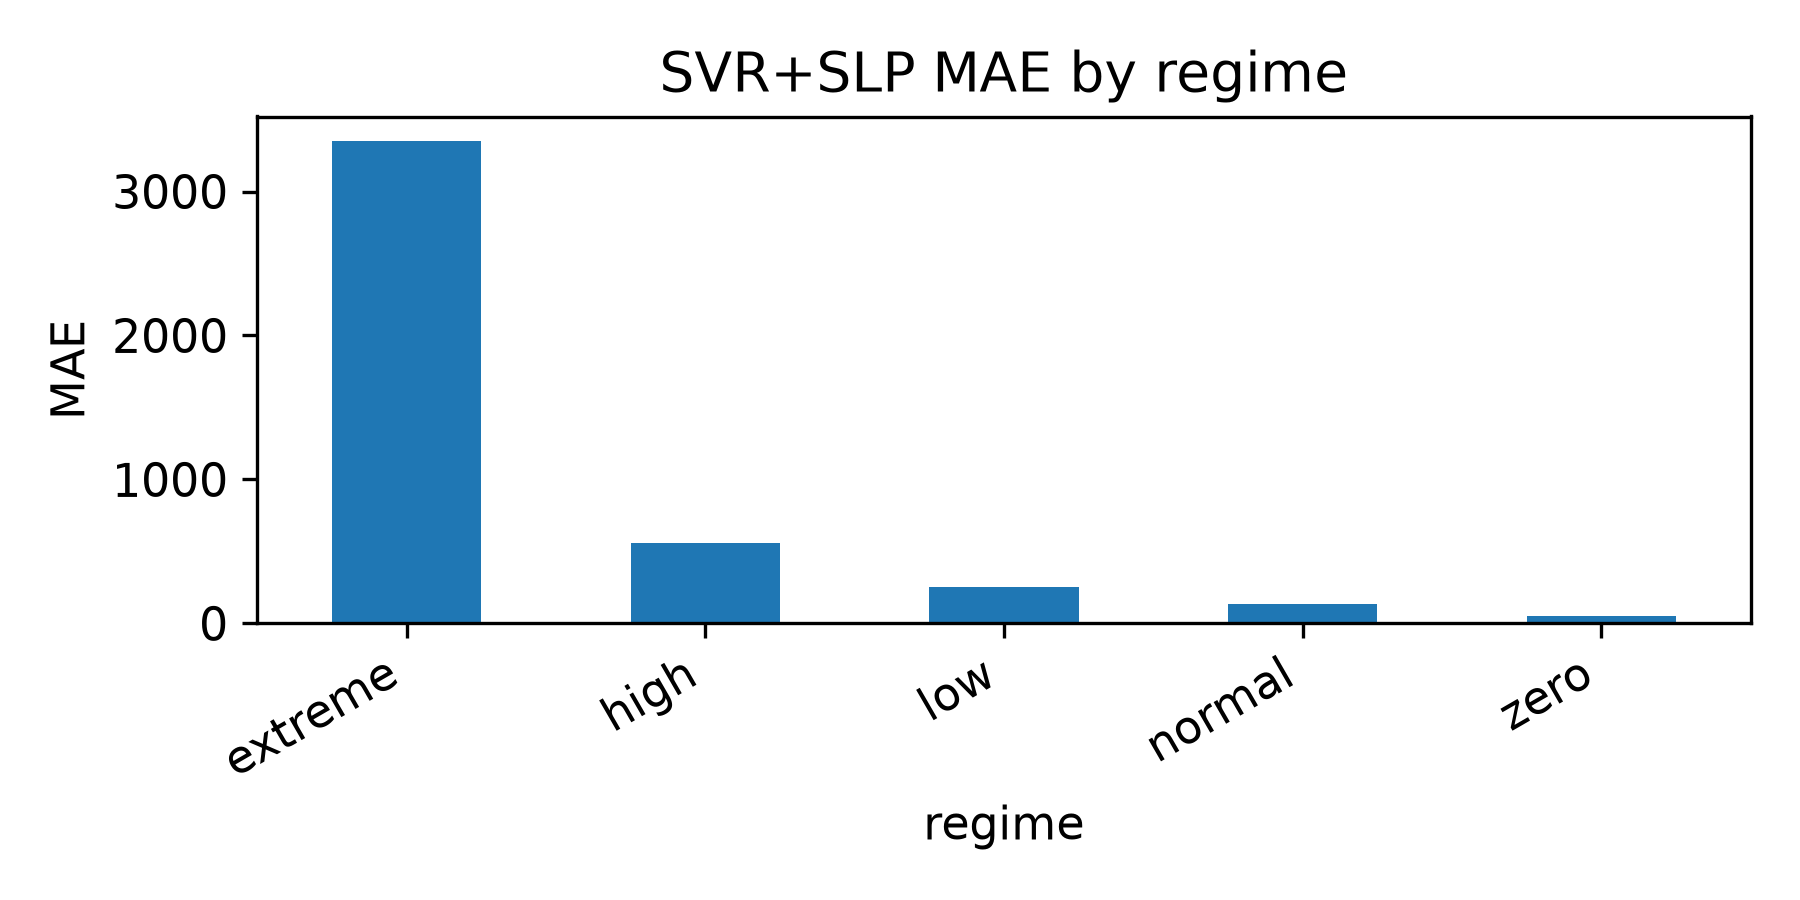 SVR+SLP MAE by regime
MAE
3000
2000
1000
0
extreme
high
low
normal
zero
regime